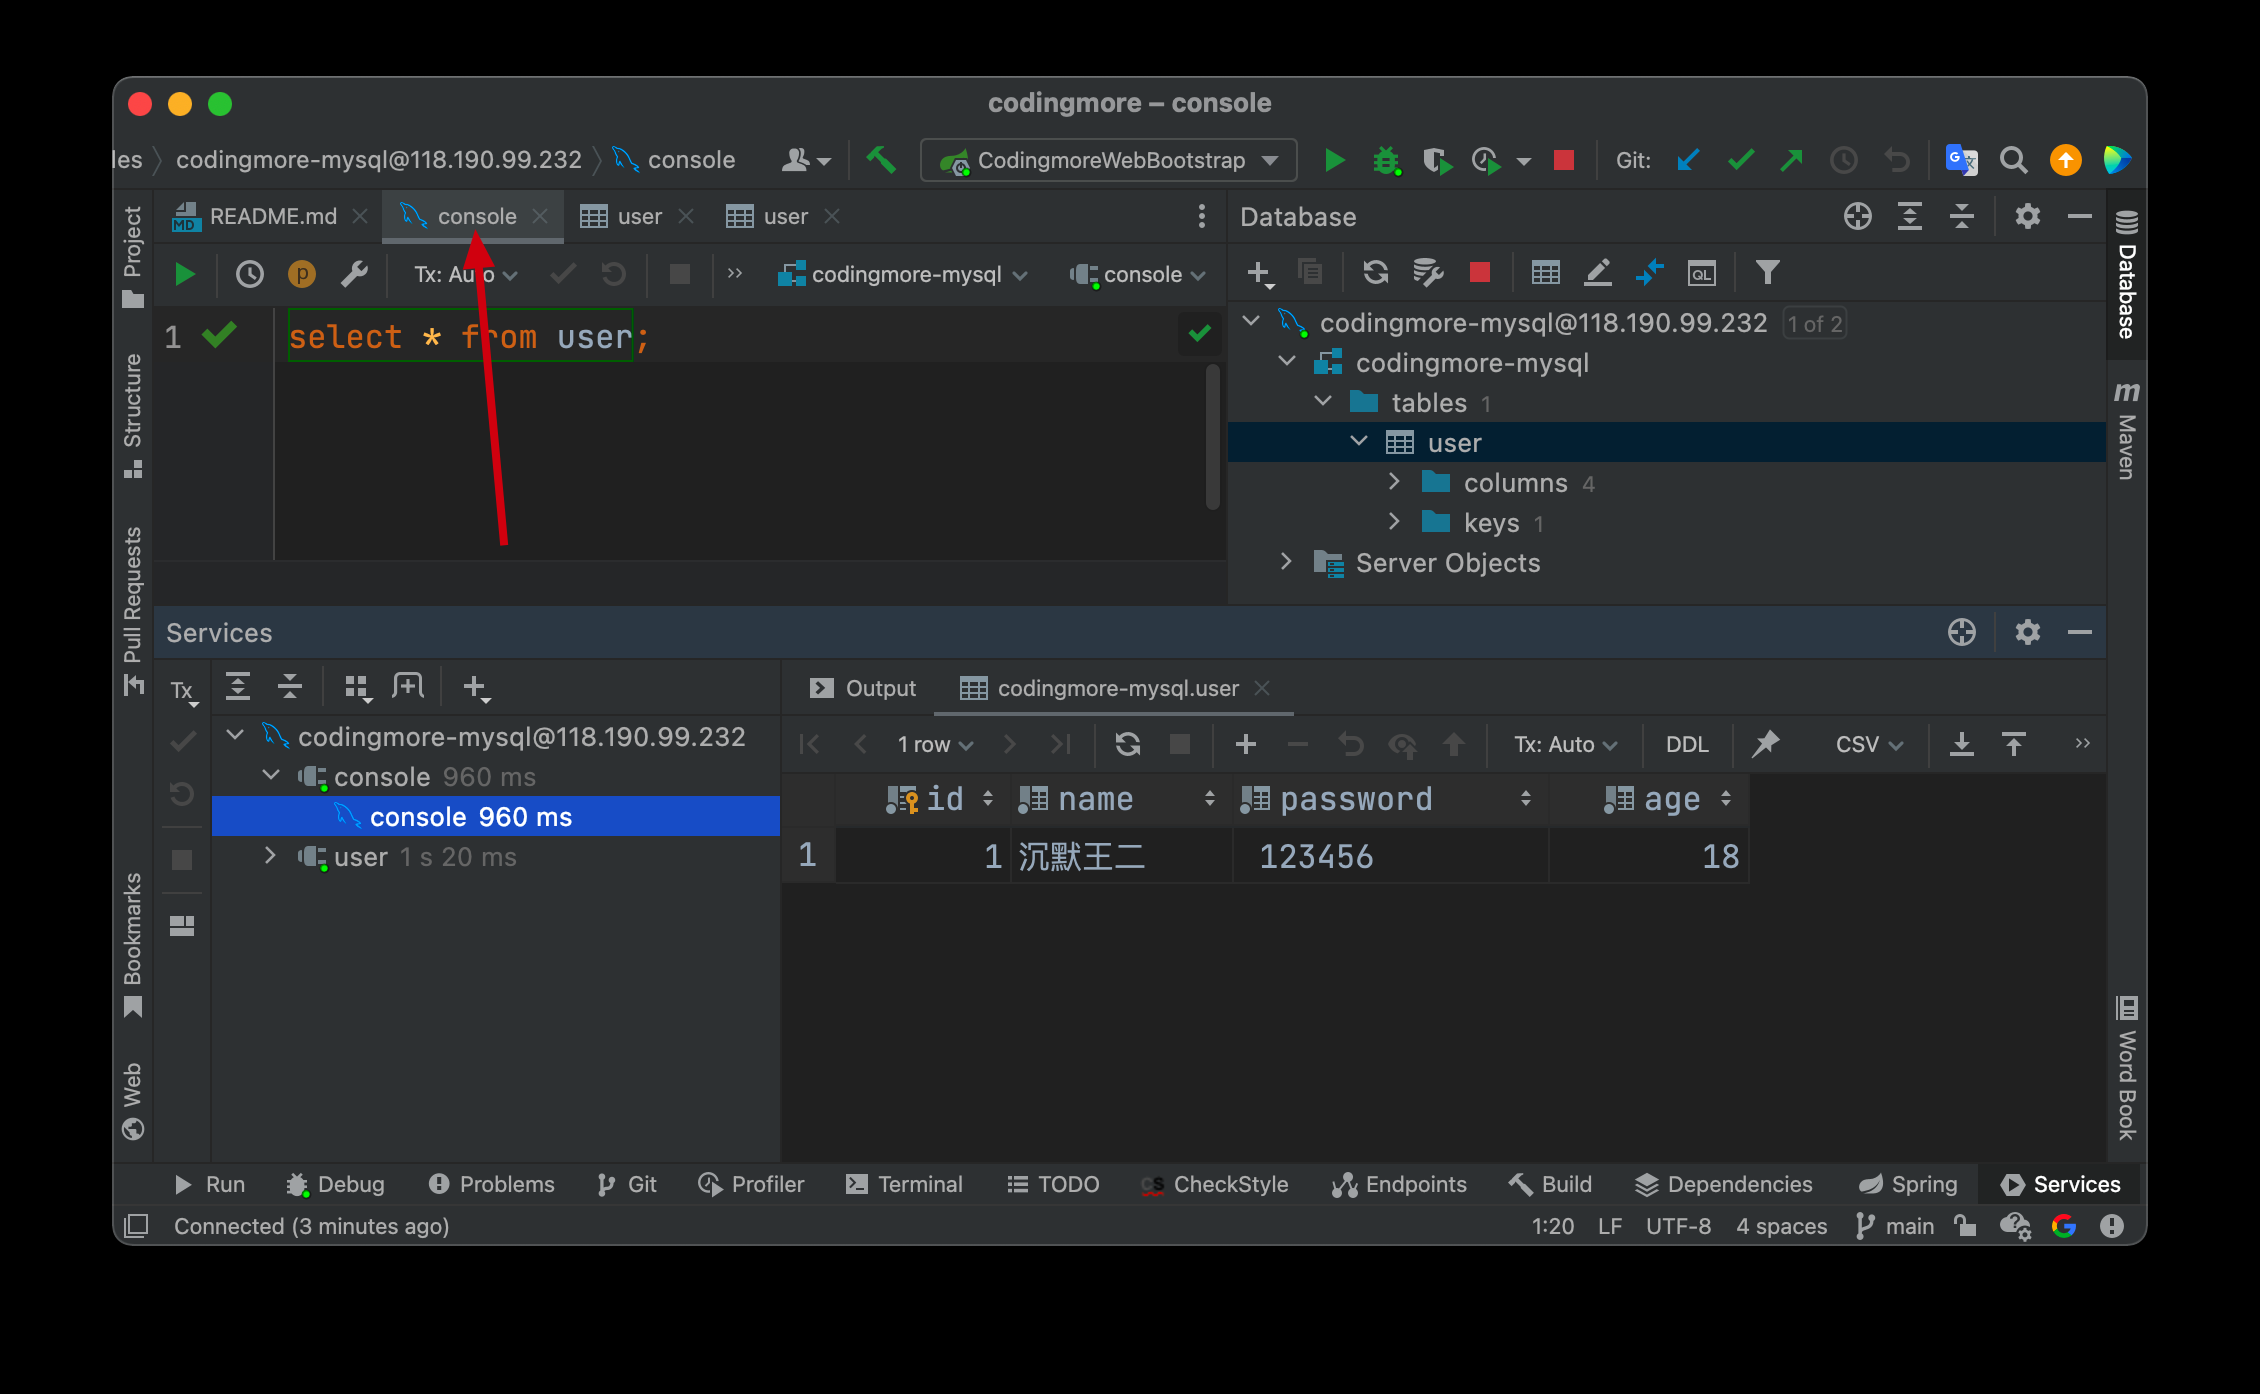 codingmore – console
les codingmore-mysql@118.190.99.232 console CodingmoreWebBootstrap Git:
README.md console user user
Tx: Auto codingmore-mysql console
1 select * from user;
Database
codingmore-mysql@118.190.99.232 1 of 2
codingmore-mysql
tables 1
user
columns 4
keys 1
Server Objects
Project
Structure
Pull Requests
Bookmarks
Web
Database
Maven
Word Book
Services
Tx
codingmore-mysql@118.190.99.232
console 960 ms
console 960 ms
user 1 s 20 ms
Output codingmore-mysql.user
1 row Tx: Auto DDL CSV
id name password age
1 1 沉默王二 123456 18
Run Debug Problems Git Profiler Terminal TODO CheckStyle Endpoints Build Dependencies Spring Services
Connected (3 minutes ago) 1:20 LF UTF-8 4 spaces main